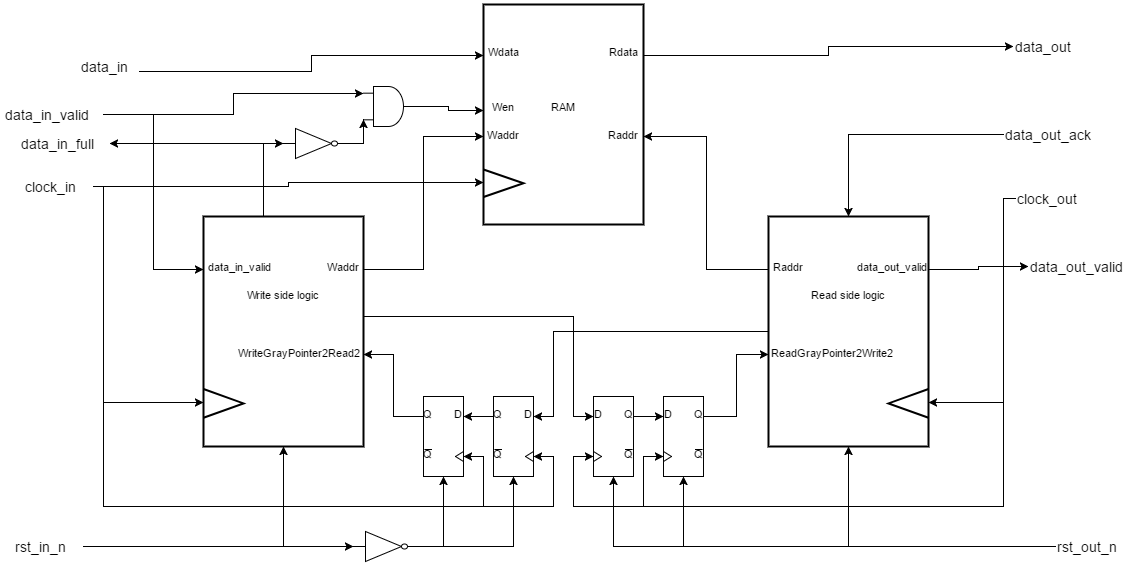 Wdata
Rdata
data_out
data_in
Wen
RAM
data_in_valid
Waddr
Raddr
data_out_ack
data_in_full
clock_in
clock_out
data_in_valid
Waddr
Raddr
data_out_valid
data_out_valid
Write side logic
Read side logic
WriteGrayPointer2Read2
ReadGrayPointer2Write2
Q D
Q D
D Q
D Q
Q
Q
Q
Q
rst_in_n
rst_out_n